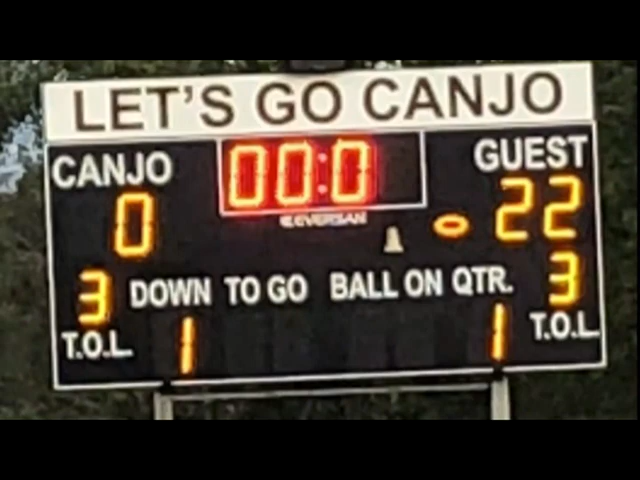 LET'S GO CANJO
CANJO 00:0 GUEST
0 EVERSAN 22
3 DOWN TO GO BALL ON QTR. 3
T.O.L. 1 1 T.O.L.